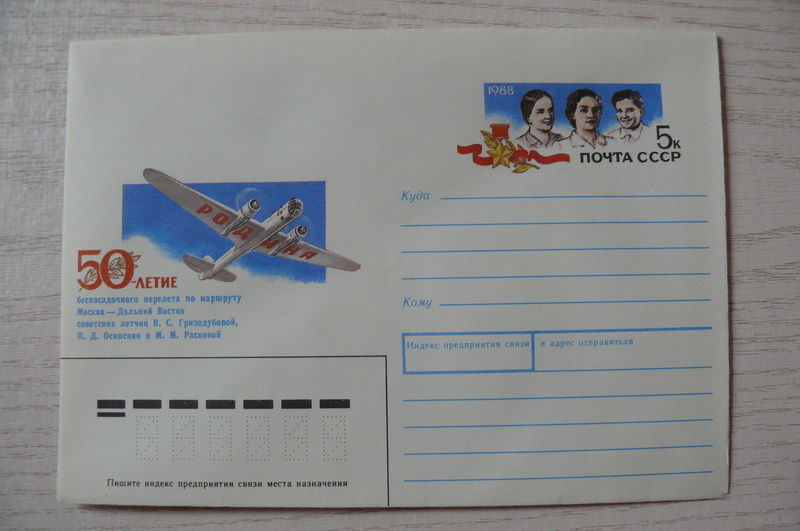 1988
5к
ПОЧТА СССР
РОДИНА
50-ЛЕТИЕ
беспосадочного перелета по маршруту
Москва — Дальний Восток
советских летчиц В. С. Гризодубовой,
П. Д. Осипенко и М. М. Расковой
Куда
Кому
Индекс предприятия связи и адрес отправителя
Пишите индекс предприятия связи места назначения